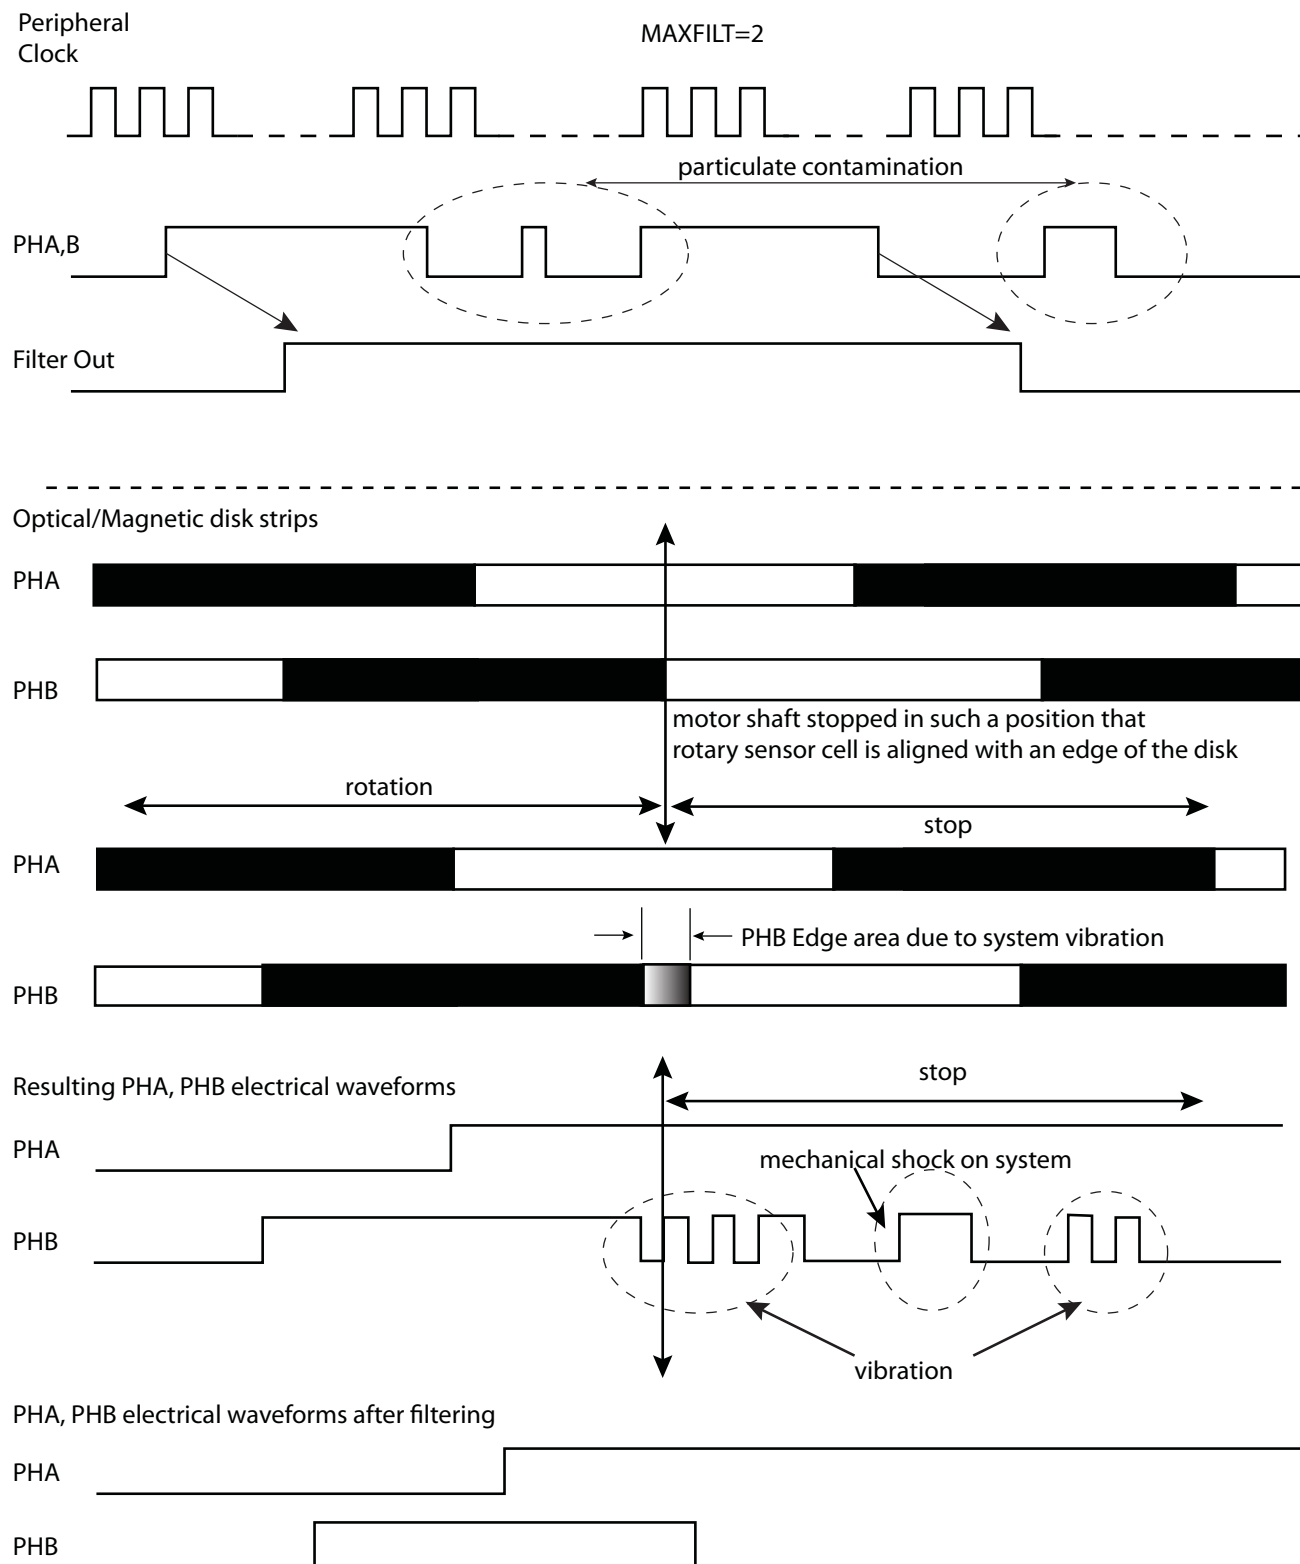 Peripheral
Clock
MAXFILT=2
particulate contamination
PHA,B
Filter Out
Optical/Magnetic disk strips
PHA
PHB
motor shaft stopped in such a position that
rotary sensor cell is aligned with an edge of the disk
rotation
stop
PHA
PHB Edge area due to system vibration
PHB
Resulting PHA, PHB electrical waveforms
stop
PHA
mechanical shock on system
PHB
vibration
PHA, PHB electrical waveforms after filtering
PHA
PHB